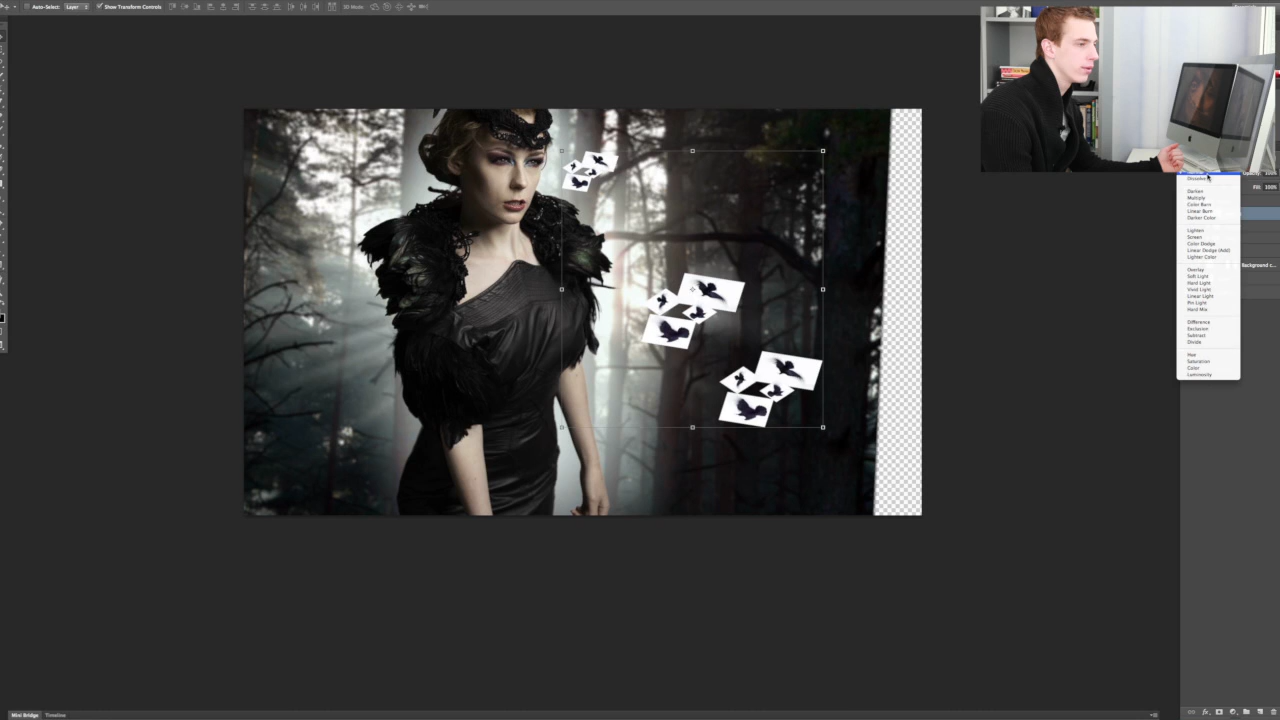 Auto-Select: Layer Show Transform Controls 3D Mode:
Opacity: 100%
Dissolve
Fill: 100%
Darken
Multiply
Color Burn
Linear Burn
Darker Color
Lighten
Screen
Color Dodge
Linear Dodge (Add)
Lighter Color
Background c...
Overlay
Soft Light
Hard Light
Vivid Light
Linear Light
Pin Light
Hard Mix
Difference
Exclusion
Subtract
Divide
Hue
Saturation
Color
Luminosity
Mini Bridge Timeline